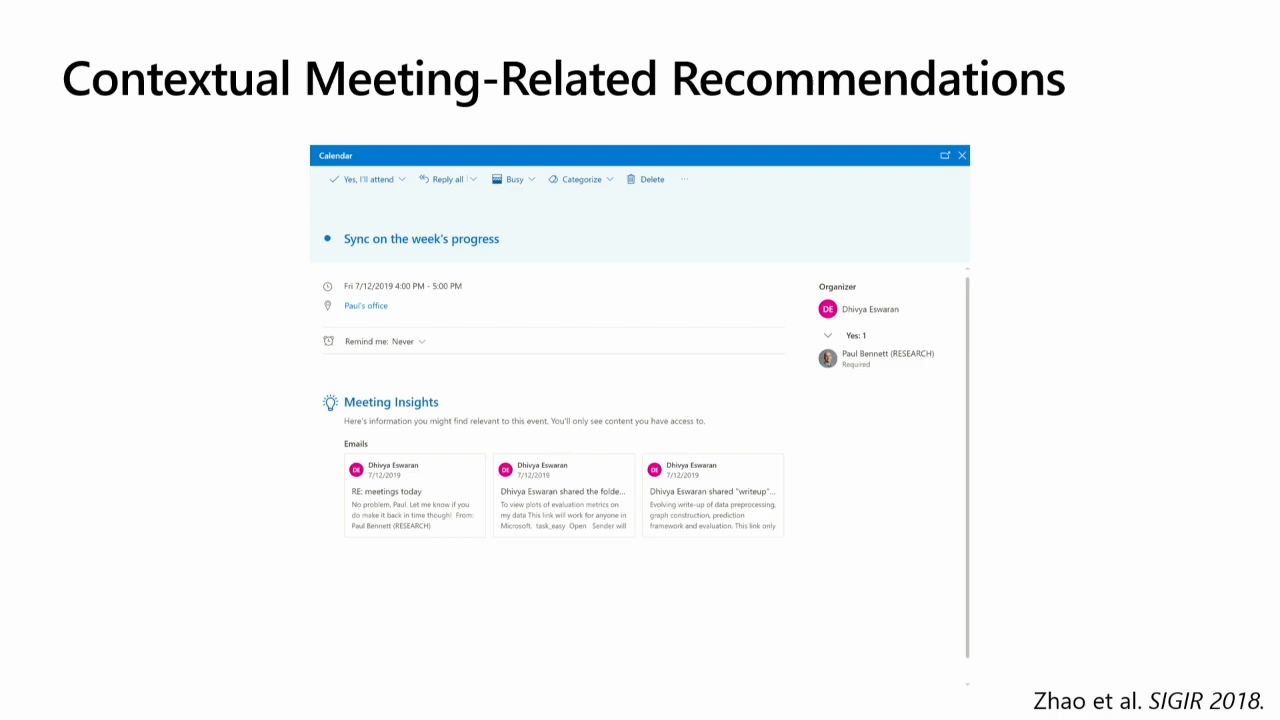 Contextual Meeting-Related Recommendations
Calendar
Yes, I'll attend Reply all Busy Categorize Delete ...
Sync on the week's progress
Fri 7/12/2019 4:00 PM - 5:00 PM
Paul's office
Remind me: Never
Organizer
DE Dhivya Eswaran
Yes: 1
Paul Bennett (RESEARCH)
Required
Meeting Insights
Here's information you might find relevant to this event. You'll only see content you have access to.
Emails
DE Dhivya Eswaran
7/12/2019
RE: meetings today
No problem, Paul. Let me know if you
do make it back in time though! From:
Paul Bennett (RESEARCH)
DE Dhivya Eswaran
7/12/2019
Dhivya Eswaran shared the folde...
To view plots of evaluation metrics on
my data This link will work for anyone in
Microsoft. task_easy Open Sender will
DE Dhivya Eswaran
7/12/2019
Dhivya Eswaran shared "writeup"...
Evolving write-up of data preprocessing,
graph construction, prediction
framework and evaluation. This link only
Zhao et al. SIGIR 2018.